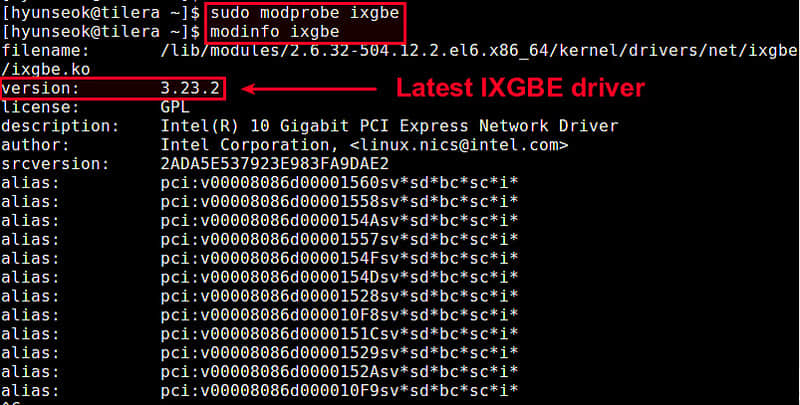 [hyunseok@tilera ~]$ sudo modprobe ixgbe
[hyunseok@tilera ~]$ modinfo ixgbe
filename:       /lib/modules/2.6.32-504.12.2.el6.x86_64/kernel/drivers/net/ixgbe
/ixgbe.ko
version:        3.23.2 Latest IXGBE driver
license:        GPL
description:    Intel(R) 10 Gigabit PCI Express Network Driver
author:         Intel Corporation, <linux.nics@intel.com>
srcversion:     2ADA5E537923E983FA9DAE2
alias:          pci:v00008086d00001560sv*sd*bc*sc*i*
alias:          pci:v00008086d00001558sv*sd*bc*sc*i*
alias:          pci:v00008086d0000154Asv*sd*bc*sc*i*
alias:          pci:v00008086d00001557sv*sd*bc*sc*i*
alias:          pci:v00008086d0000154Fsv*sd*bc*sc*i*
alias:          pci:v00008086d0000154Dsv*sd*bc*sc*i*
alias:          pci:v00008086d00001528sv*sd*bc*sc*i*
alias:          pci:v00008086d000010F8sv*sd*bc*sc*i*
alias:          pci:v00008086d0000151Csv*sd*bc*sc*i*
alias:          pci:v00008086d00001529sv*sd*bc*sc*i*
alias:          pci:v00008086d0000152Asv*sd*bc*sc*i*
alias:          pci:v00008086d000010F9sv*sd*bc*sc*i*